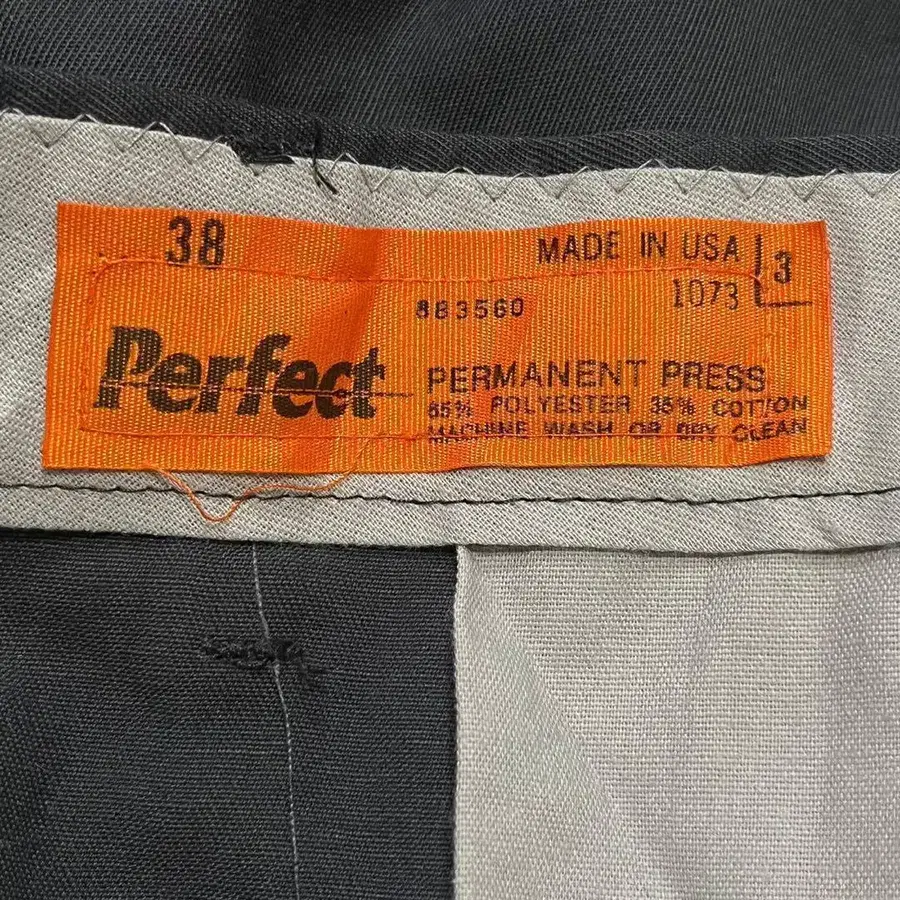 38
MADE IN USA
3
1073
883560
Perfect
PERMANENT PRESS
65% POLYESTER 35% COTTON
MACHINE WASH OR DRY CLEAN